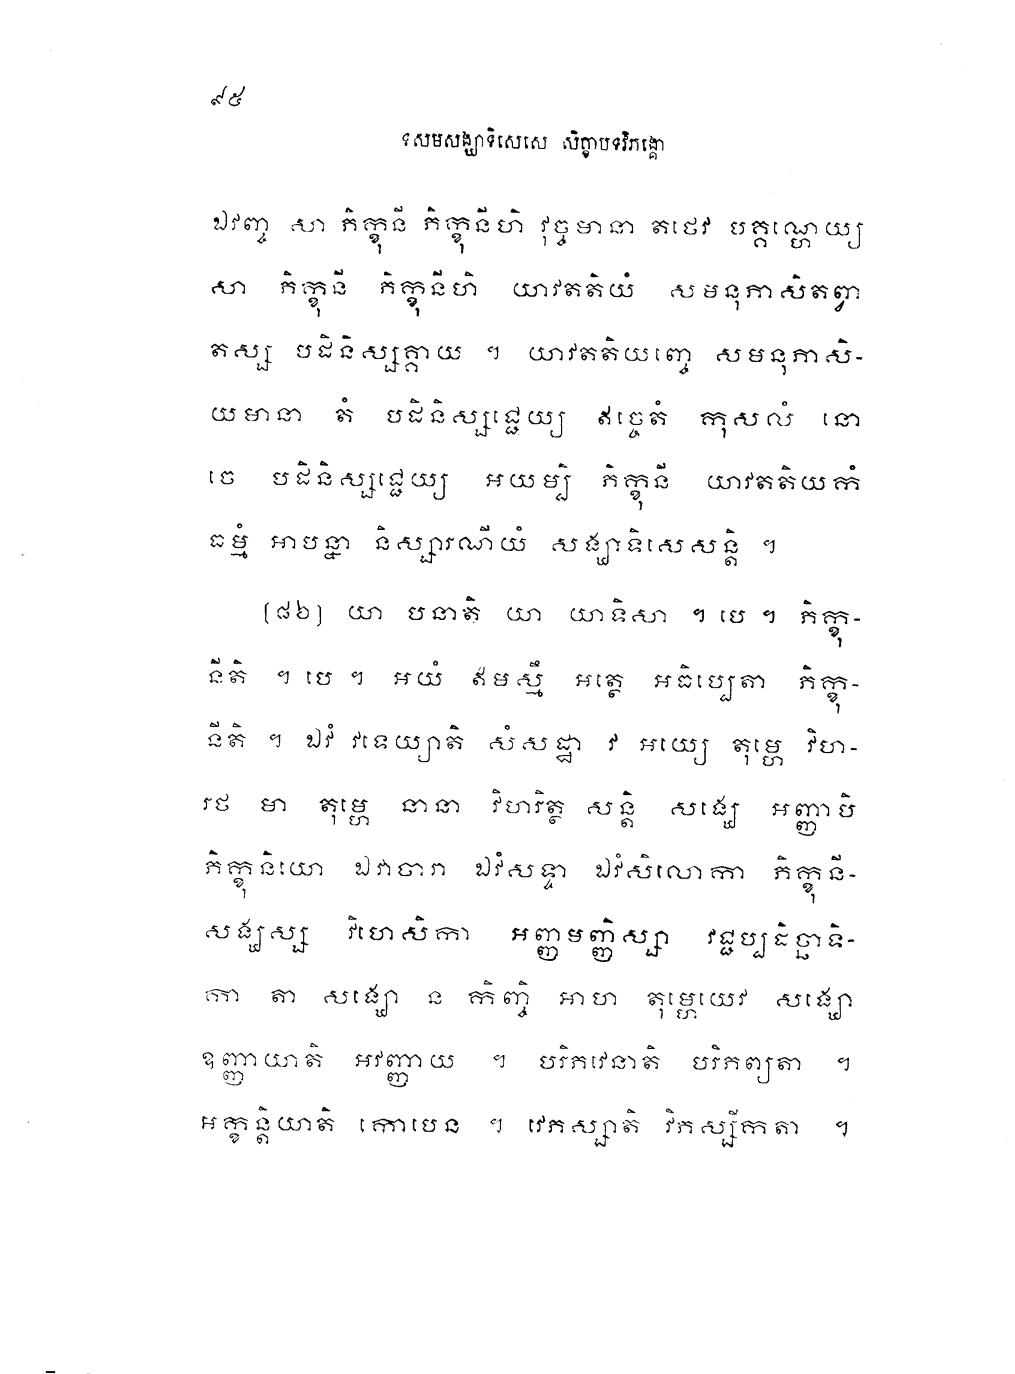 ៩៥
ទសមសង្ឃាទិសេសេ សិក្ខាបទវិភង្គោ
ឯវញ្ច សា ភិក្ខុនី ភិក្ខុនីហិ វុច្ចមានា តថេវ បគ្គណ្ហេយ្យ
សា ភិក្ខុនី ភិក្ខុនីហិ យាវតតិយំ សមនុភាសិតព្វា
តស្ស បដិនិស្សគ្គាយ ។ យាវតតិយញ្ចេ សមនុភាសិ-
យមានា តំ បដិនិស្សជ្ជេយ្យ ឥច្ចេតំ កុសលំ នោ
ចេ បដិនិស្សជ្ជេយ្យ អយម្បិ ភិក្ខុនី យាវតតិយកំ
ធម្មំ អាបន្នា និស្សារណីយំ សង្ឃាទិសេសន្តិ ។
(៨៦) យា បនាតិ យា យាទិសា ។ បេ ។ ភិក្ខុ-
នីតិ ។ បេ ។ អយំ ឥមស្មឹ អត្ថេ អធិប្បេតា ភិក្ខុ-
នីតិ ។ ឯវំ វទេយ្យាតិ សំសដ្ឋា វ អយ្យេ តុម្ហេ វិហ-
រថ មា តុម្ហេ នានា វិហរិត្ថ សន្តិ សង្ឃេ អញ្ញាបិ
ភិក្ខុនិយោ ឯវាចារា ឯវំសទ្ទា ឯវំសិលោកា ភិក្ខុនី-
សង្ឃស្ស វិហេសិកា អញ្ញមញ្ញិស្សា វជ្ជប្បដិច្ឆាទិ-
កា តា សង្ឃោ ន កិញ្ចិ អាហ តុម្ហេយេវ សង្ឃោ
ឧញ្ញាយាតិ អវញ្ញាយ ។ បរិភវេនាតិ បរិភព្យតា ។
អក្ខន្តិយាតិ កោបេន ។ វេភស្សាតិ វិភស្សីកតា ។